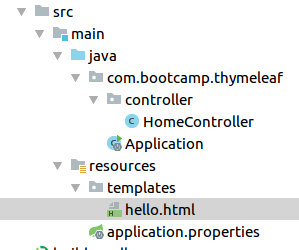 src
main
java
com.bootcamp.thymeleaf
controller
HomeController
Application
resources
templates
hello.html
application.properties